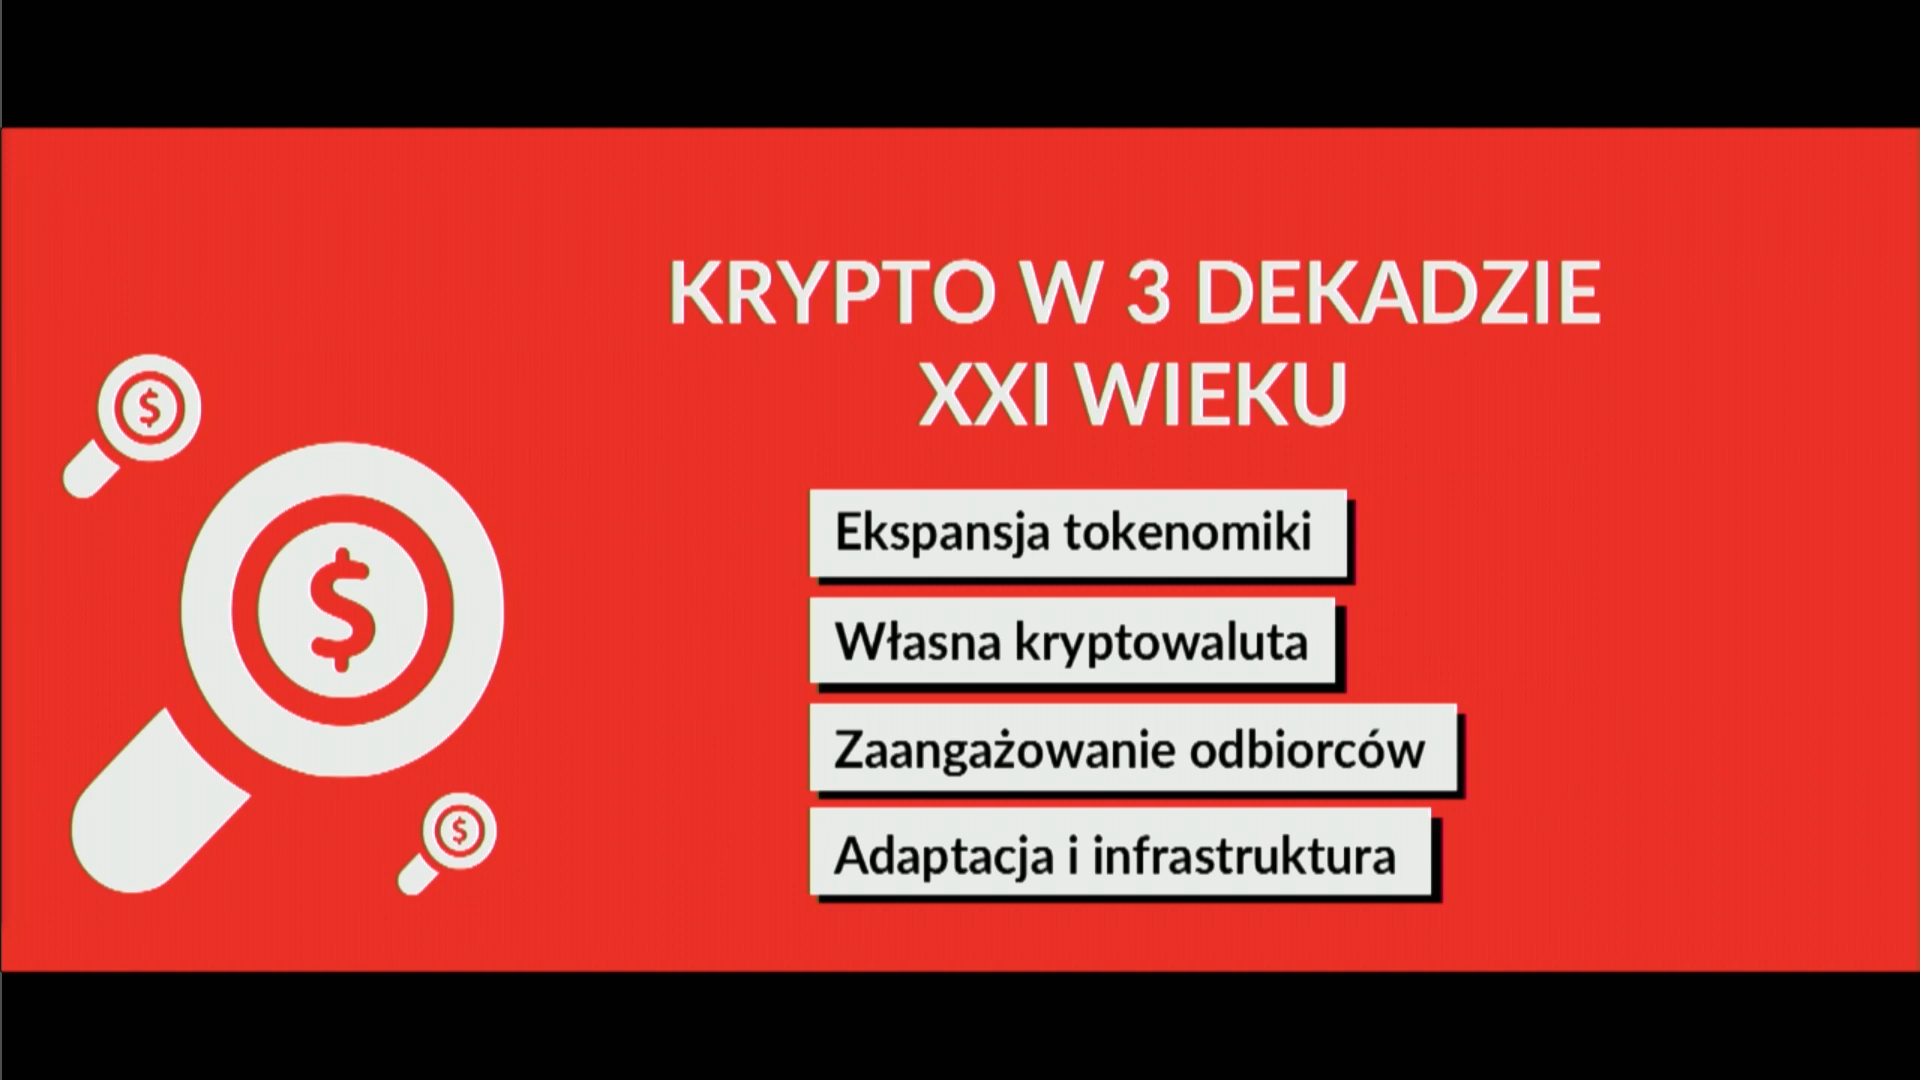 KRYPTO W 3 DEKADZIE
XXI WIEKU
Ekspansja tokenomiki
Własna kryptowaluta
Zaangażowanie odbiorców
Adaptacja i infrastruktura
$
$
$